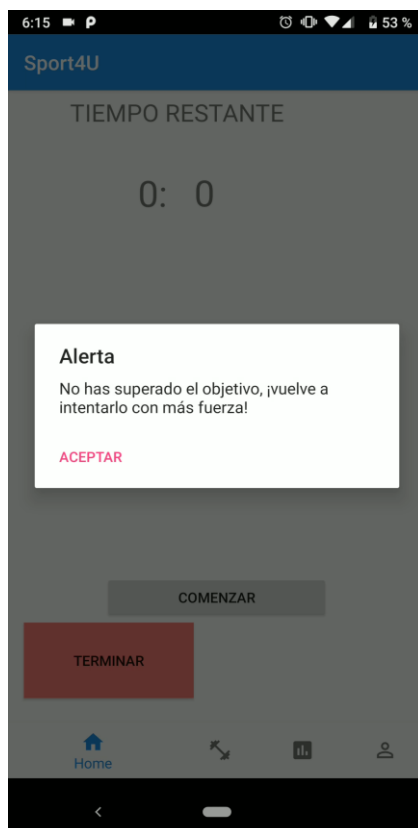 6:15 53 %
Sport4U
TIEMPO RESTANTE
0: 0
Alerta
No has superado el objetivo, ¡vuelve a
intentarlo con más fuerza!
ACEPTAR
COMENZAR
TERMINAR
Home